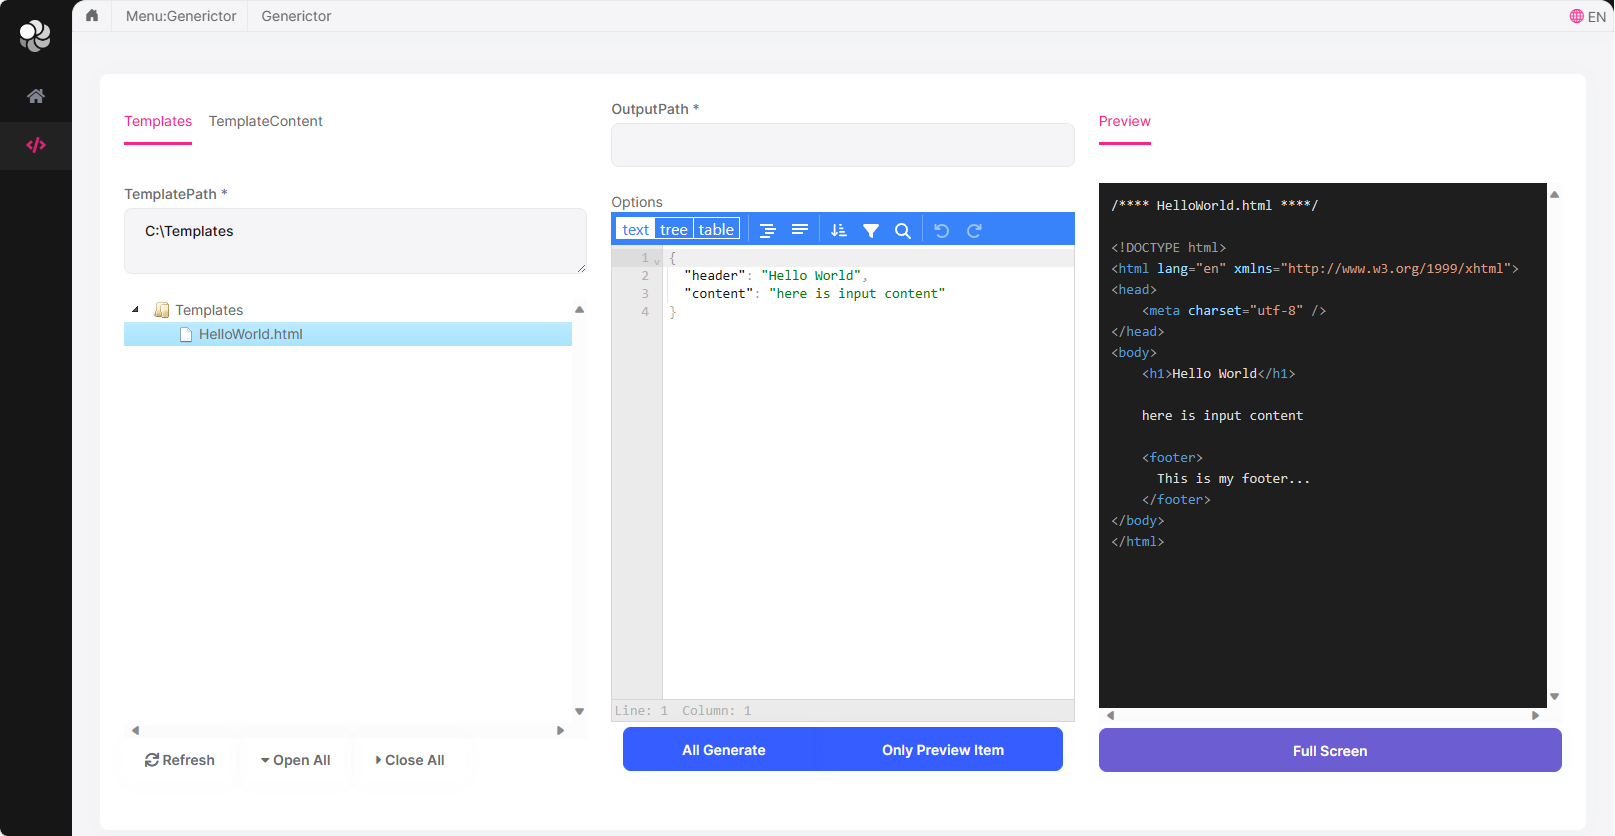 Menu:Generictor
Generictor
EN
Templates
TemplateContent
TemplatePath *
C:\Templates
Templates
HelloWorld.html
Refresh
Open All
Close All
OutputPath *
Options
text
tree
table
1 {
2 "header": "Hello World",
3 "content": "here is input content"
4 }
Line: 1 Column: 1
All Generate
Only Preview Item
Preview
/**** HelloWorld.html ****/
<!DOCTYPE html>
<html lang="en" xmlns="http://www.w3.org/1999/xhtml">
<head>
<meta charset="utf-8" />
</head>
<body>
<h1>Hello World</h1>
here is input content
<footer>
This is my footer...
</footer>
</body>
</html>
Full Screen